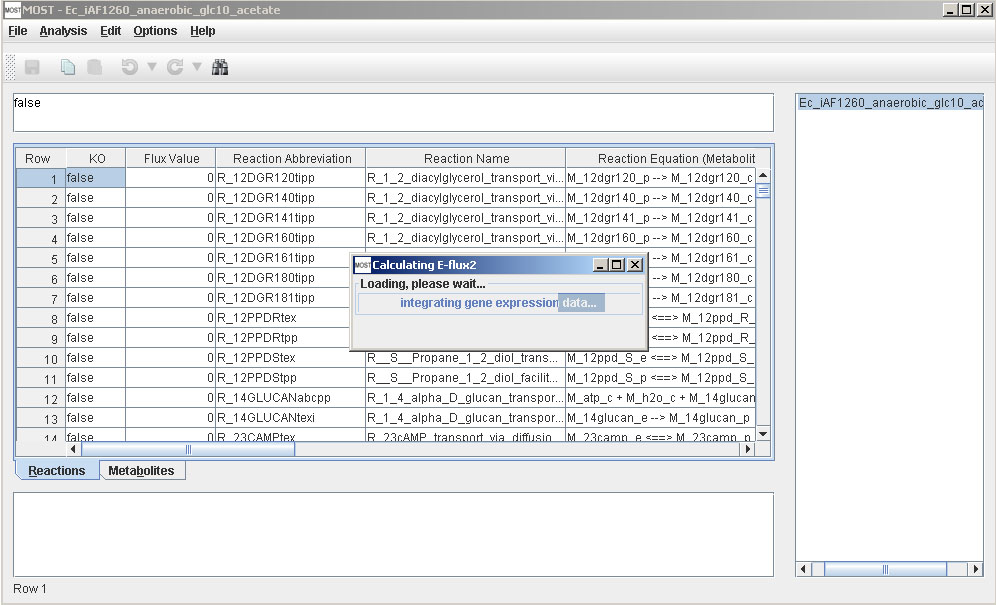 MOST MOST - Ec_iAF1260_anaerobic_glc10_acetate
File Analysis Edit Options Help
false
Ec_iAF1260_anaerobic_glc10_ac
Row KO Flux Value Reaction Abbreviation Reaction Name Reaction Equation (Metabolit
1 false 0 R_12DGR120tipp R_1_2_diacylglycerol_transport_vi... M_12dgr120_p --> M_12dgr120_c
2 false 0 R_12DGR140tipp R_1_2_diacylglycerol_transport_vi... M_12dgr140_p --> M_12dgr140_c
3 false 0 R_12DGR141tipp R_1_2_diacylglycerol_transport_vi... M_12dgr141_p --> M_12dgr141_c
4 false 0 R_12DGR160tipp R_1_2_diacylglycerol_transport_vi... M_12dgr160_p --> M_12dgr160_c
5 false 0 R_12DGR161tipp --> M_12dgr161_c
6 false 0 R_12DGR180tipp --> M_12dgr180_c
7 false 0 R_12DGR181tipp --> M_12dgr181_c
8 false 0 R_12PPDRtex <==> M_12ppd_R_
9 false 0 R_12PPDRtpp <==> M_12ppd_R_
10 false 0 R_12PPDStex R__S__Propane_1_2_diol_trans... M_12ppd_S_e <==> M_12ppd_S_
11 false 0 R_12PPDStpp R__S__Propane_1_2_diol_facilit... M_12ppd_S_p <==> M_12ppd_S_
12 false 0 R_14GLUCANabcpp R_1_4_alpha_D_glucan_transpor... M_atp_c + M_h2o_c + M_14glucan
13 false 0 R_14GLUCANtexi R_1_4_alpha_D_glucan_transpor... M_14glucan_e --> M_14glucan_p
14 false 0 R_23CAMPtex R_23cAMP_transport_via_diffusio M_23camp_e <==> M_23camp_p
MOST Calculating E-flux2
Loading, please wait...
integrating gene expression data...
Reactions Metabolites
Row 1